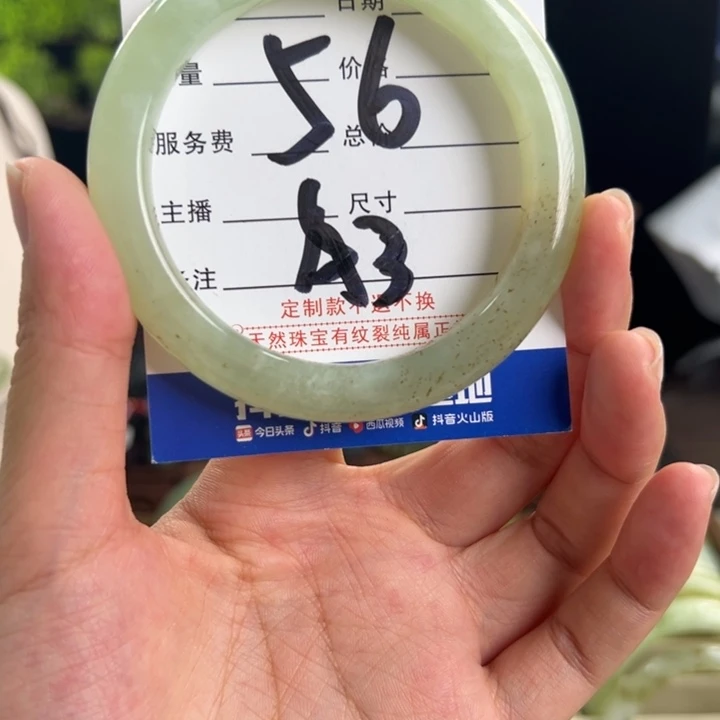 日期
量 价格
56
服务费 总价
主播 尺寸
A3
备注
定制款不退不换
天然珠宝有纹裂纯属正
今日头条 抖音 西瓜视频 抖音火山版